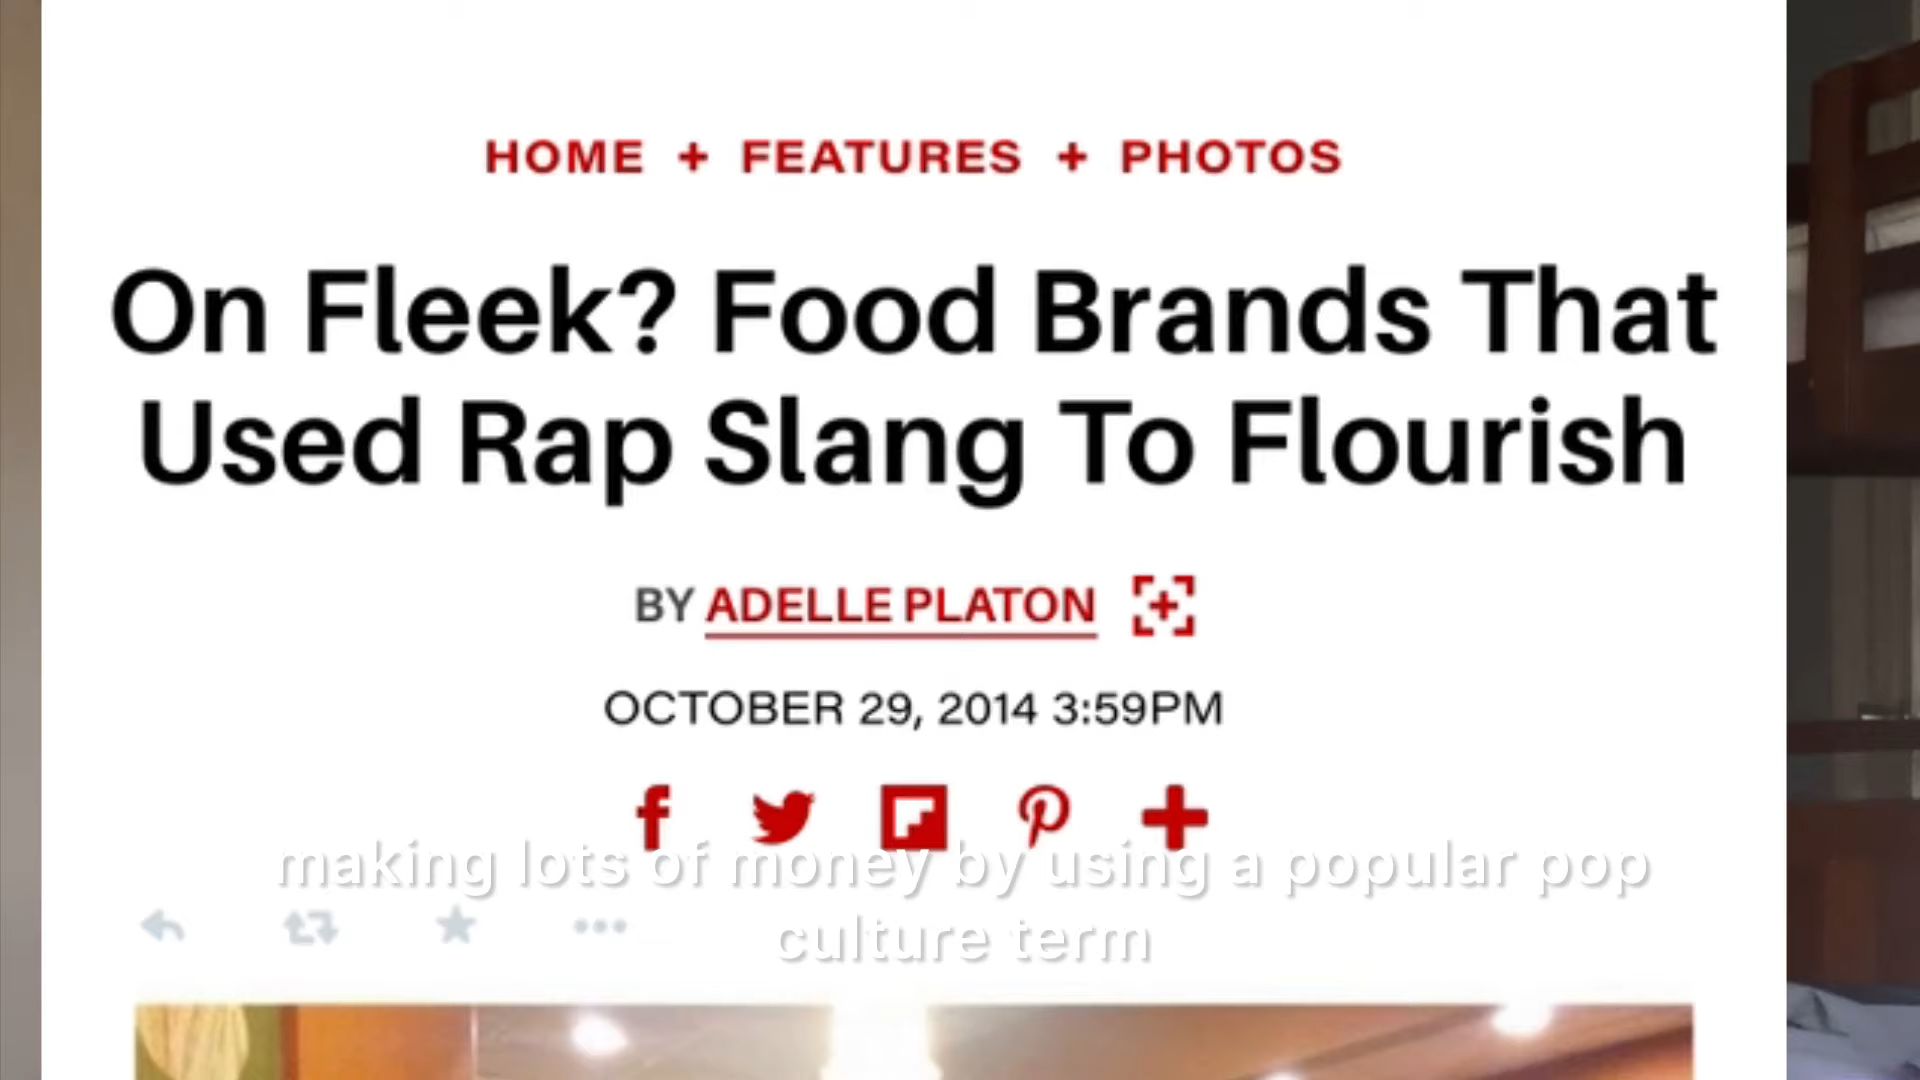 HOME + FEATURES + PHOTOS
On Fleek? Food Brands That
Used Rap Slang To Flourish
BY ADELLE PLATON
OCTOBER 29, 2014 3:59PM
making lots of money by using a popular pop
culture term